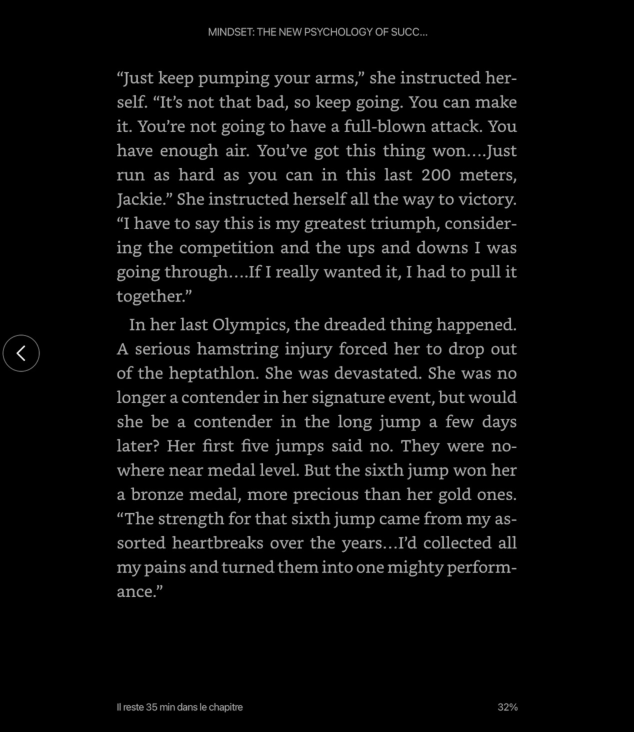 MINDSET: THE NEW PSYCHOLOGY OF SUCC...
“Just keep pumping your arms,” she instructed her-
self. “It’s not that bad, so keep going. You can make
it. You’re not going to have a full-blown attack. You
have enough air. You’ve got this thing won....Just
run as hard as you can in this last 200 meters,
Jackie.” She instructed herself all the way to victory.
“I have to say this is my greatest triumph, consider-
ing the competition and the ups and downs I was
going through....If I really wanted it, I had to pull it
together.”
In her last Olympics, the dreaded thing happened.
A serious hamstring injury forced her to drop out
of the heptathlon. She was devastated. She was no
longer a contender in her signature event, but would
she be a contender in the long jump a few days
later? Her first five jumps said no. They were no-
where near medal level. But the sixth jump won her
a bronze medal, more precious than her gold ones.
“The strength for that sixth jump came from my as-
sorted heartbreaks over the years...I’d collected all
my pains and turned them into one mighty perform-
ance.”
Il reste 35 min dans le chapitre
32%